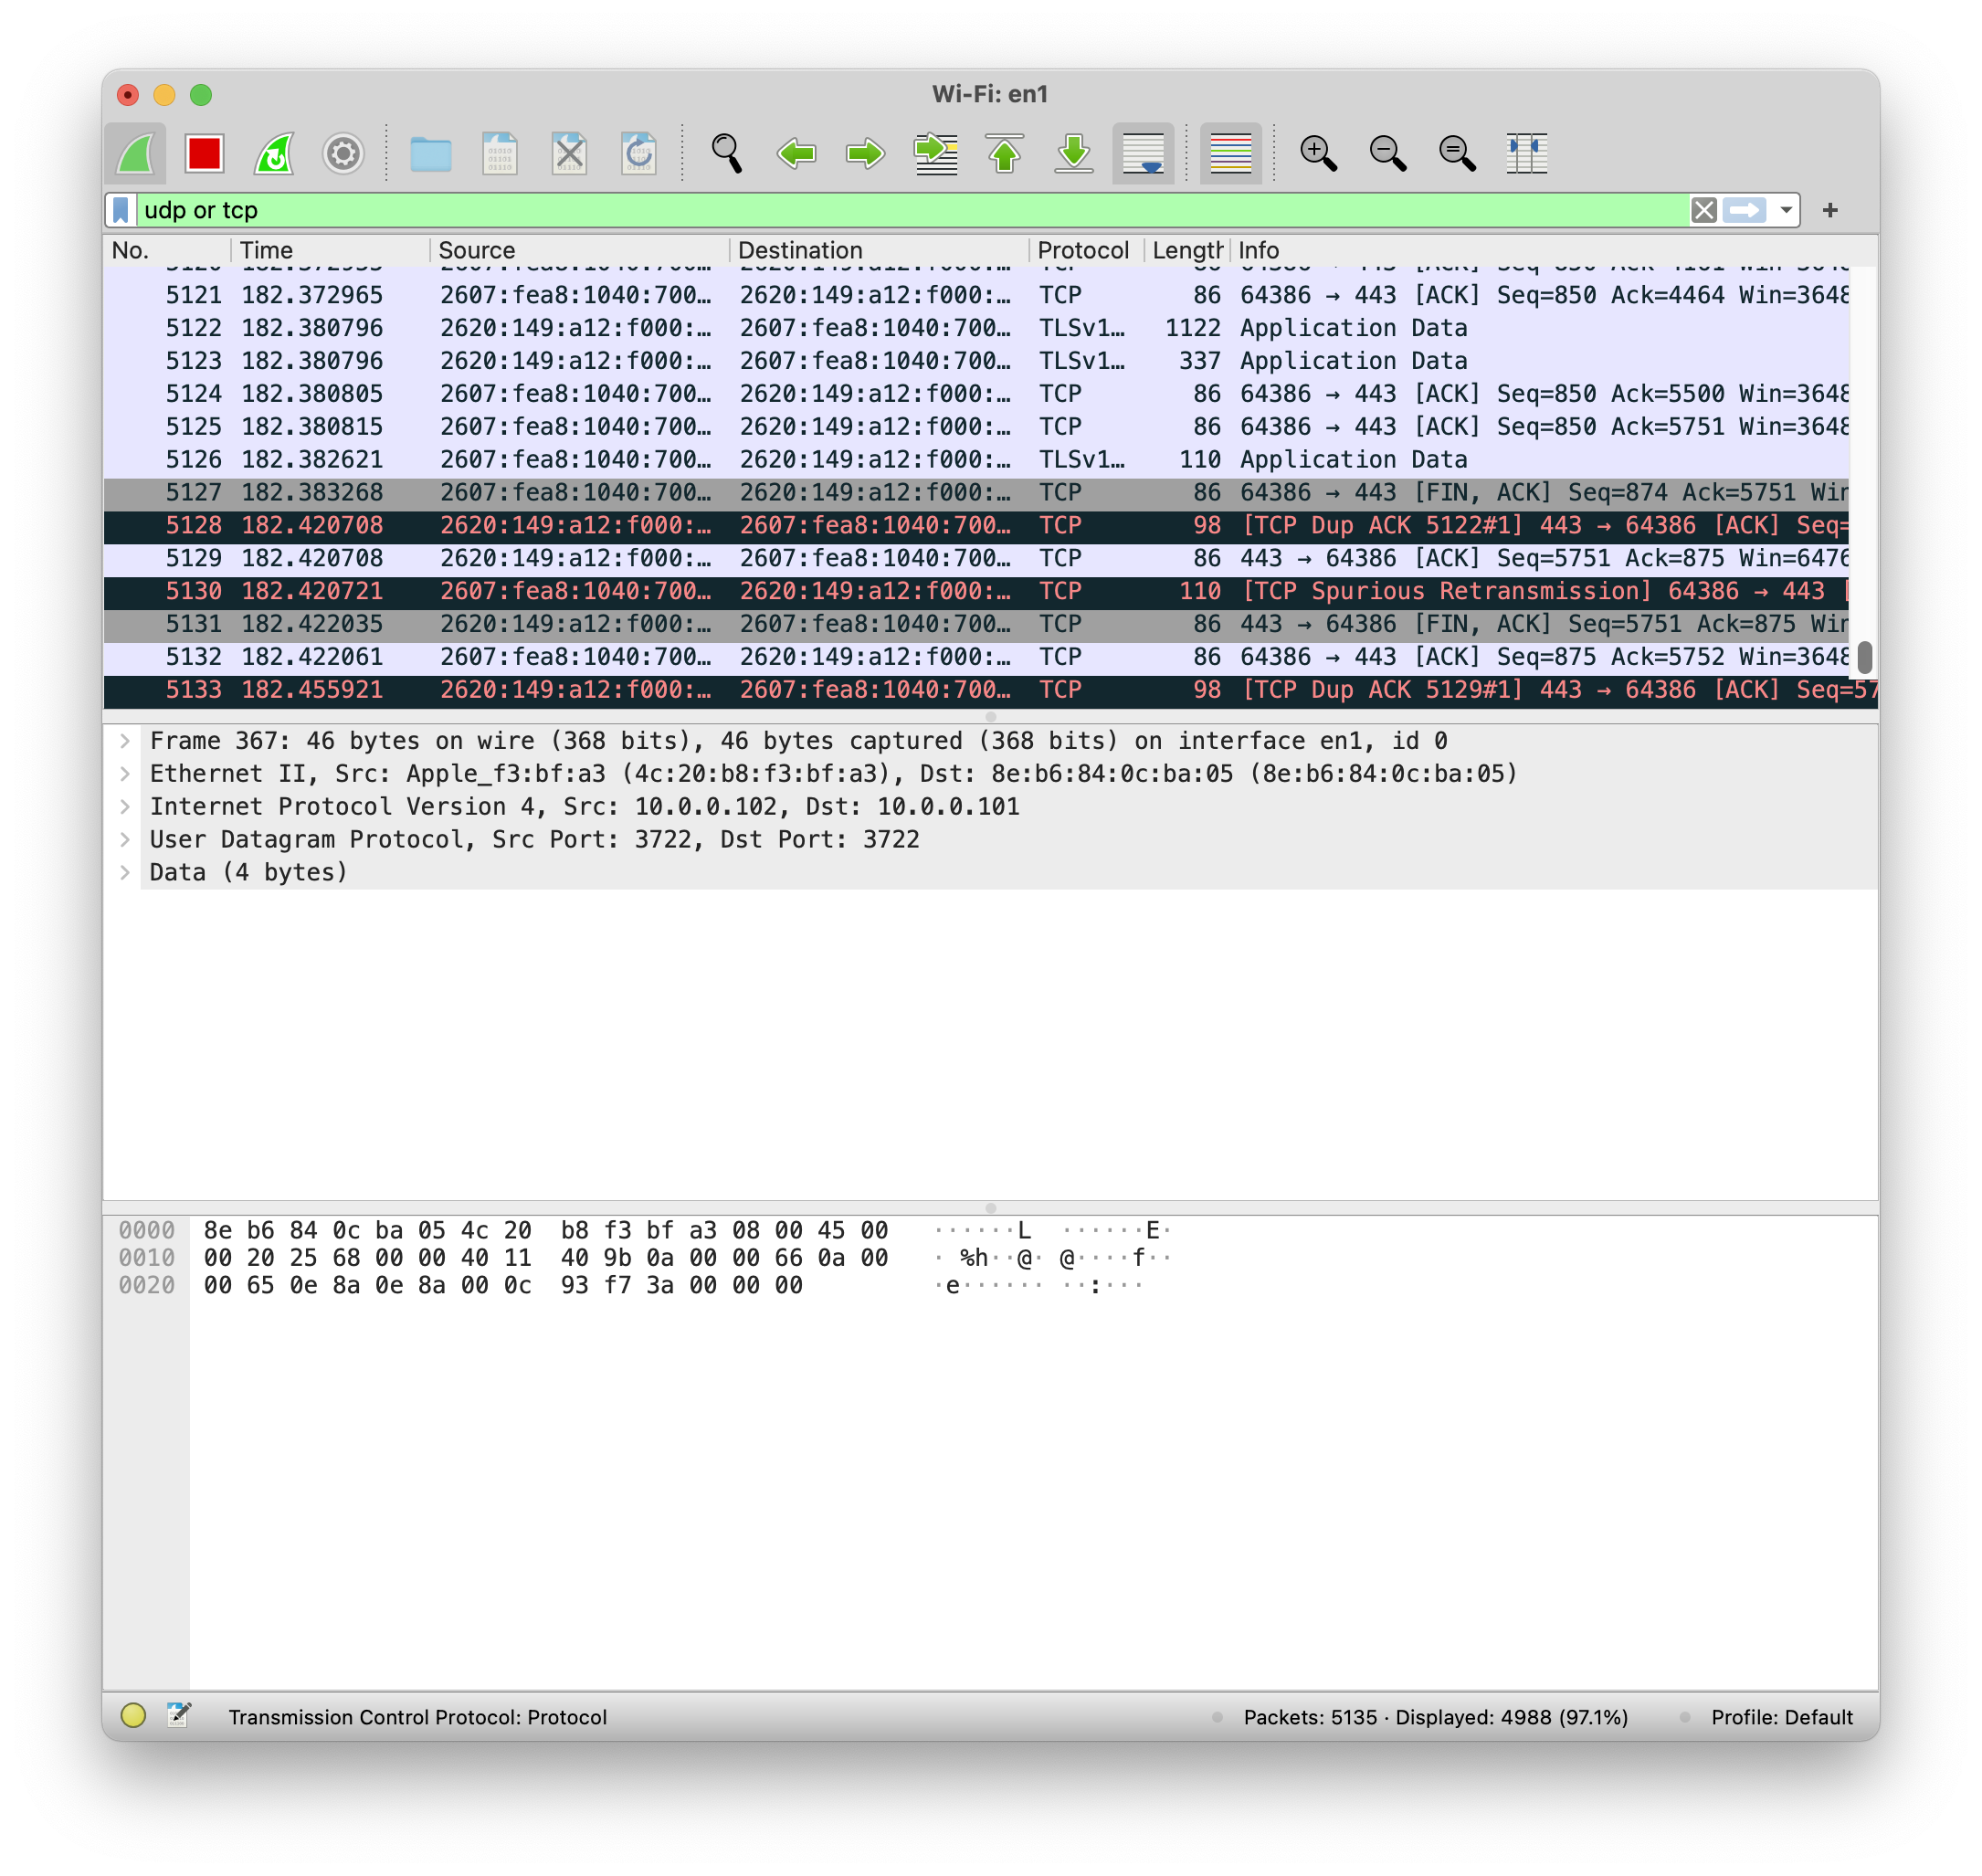 Wi-Fi: en1
udp or tcp
No. Time Source Destination Protocol Length Info
5121 182.372965 2607:fea8:1040:700… 2620:149:a12:f000:… TCP 86 64386 → 443 [ACK] Seq=850 Ack=4464 Win=3648
5122 182.380796 2620:149:a12:f000:… 2607:fea8:1040:700… TLSv1… 1122 Application Data
5123 182.380796 2620:149:a12:f000:… 2607:fea8:1040:700… TLSv1… 337 Application Data
5124 182.380805 2607:fea8:1040:700… 2620:149:a12:f000:… TCP 86 64386 → 443 [ACK] Seq=850 Ack=5500 Win=3648
5125 182.380815 2607:fea8:1040:700… 2620:149:a12:f000:… TCP 86 64386 → 443 [ACK] Seq=850 Ack=5751 Win=3648
5126 182.382621 2607:fea8:1040:700… 2620:149:a12:f000:… TLSv1… 110 Application Data
5127 182.383268 2607:fea8:1040:700… 2620:149:a12:f000:… TCP 86 64386 → 443 [FIN, ACK] Seq=874 Ack=5751 Win
5128 182.420708 2620:149:a12:f000:… 2607:fea8:1040:700… TCP 98 [TCP Dup ACK 5122#1] 443 → 64386 [ACK] Seq=
5129 182.420708 2620:149:a12:f000:… 2607:fea8:1040:700… TCP 86 443 → 64386 [ACK] Seq=5751 Ack=875 Win=6476
5130 182.420721 2607:fea8:1040:700… 2620:149:a12:f000:… TCP 110 [TCP Spurious Retransmission] 64386 → 443 [
5131 182.422035 2620:149:a12:f000:… 2607:fea8:1040:700… TCP 86 443 → 64386 [FIN, ACK] Seq=5751 Ack=875 Win
5132 182.422061 2607:fea8:1040:700… 2620:149:a12:f000:… TCP 86 64386 → 443 [ACK] Seq=875 Ack=5752 Win=3648
5133 182.455921 2620:149:a12:f000:… 2607:fea8:1040:700… TCP 98 [TCP Dup ACK 5129#1] 443 → 64386 [ACK] Seq=57
Frame 367: 46 bytes on wire (368 bits), 46 bytes captured (368 bits) on interface en1, id 0
Ethernet II, Src: Apple_f3:bf:a3 (4c:20:b8:f3:bf:a3), Dst: 8e:b6:84:0c:ba:05 (8e:b6:84:0c:ba:05)
Internet Protocol Version 4, Src: 10.0.0.102, Dst: 10.0.0.101
User Datagram Protocol, Src Port: 3722, Dst Port: 3722
Data (4 bytes)
0000 8e b6 84 0c ba 05 4c 20 b8 f3 bf a3 08 00 45 00 ······L ······E·
0010 00 20 25 68 00 00 40 11 40 9b 0a 00 00 66 0a 00 · %h··@· @····f··
0020 00 65 0e 8a 0e 8a 00 0c 93 f7 3a 00 00 00 ·e······ ··:···
Transmission Control Protocol: Protocol
Packets: 5135 · Displayed: 4988 (97.1%)
Profile: Default